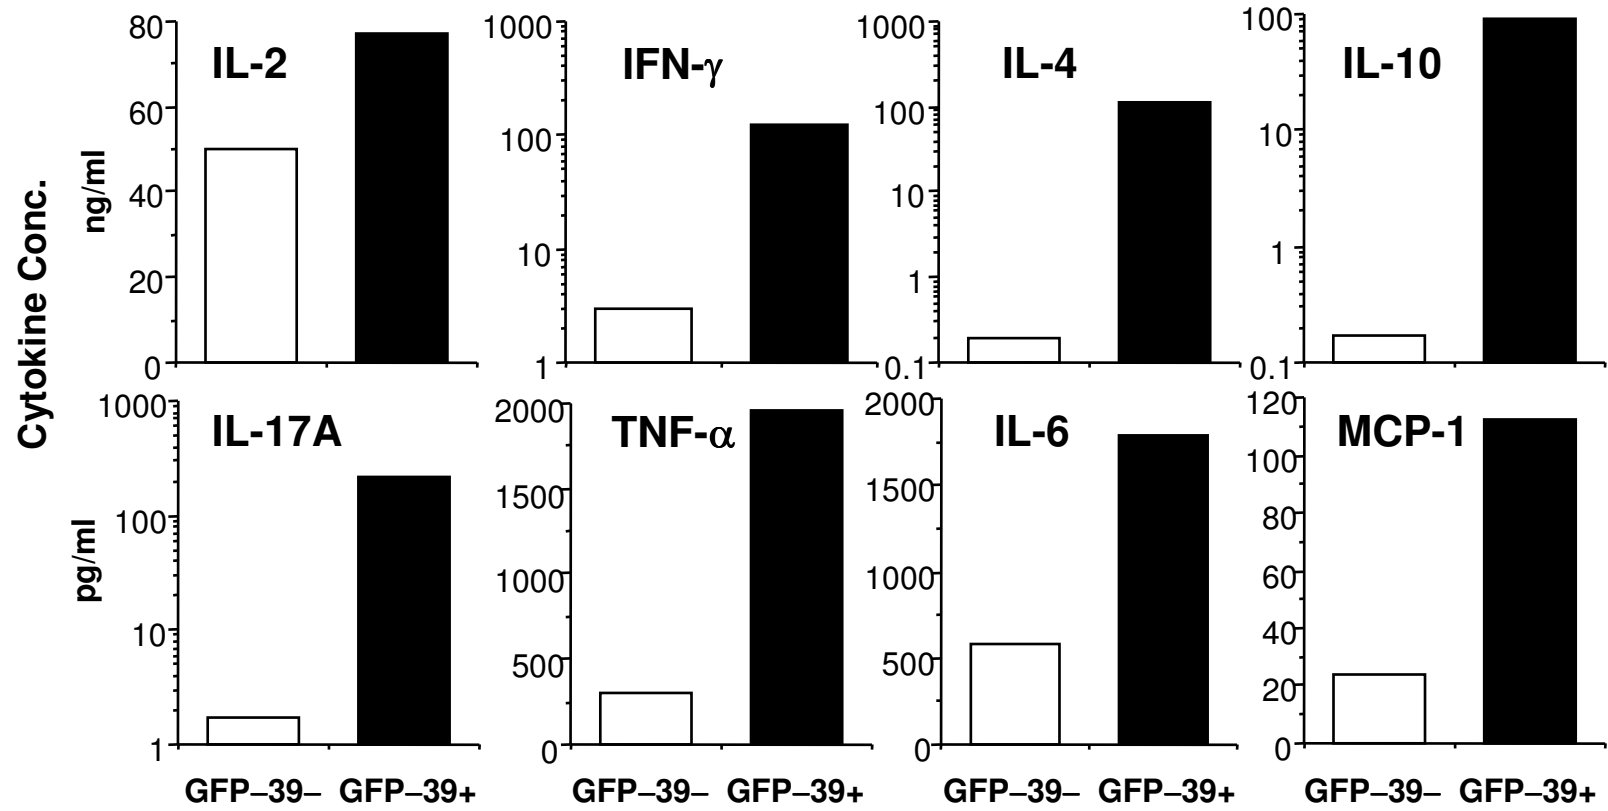 Cytokine Conc.
ng/ml
80
60
40
20
0
IL-2
1000
100
10
1
IFN-γ
1000
100
10
1
0.1
IL-4
100
10
1
0.1
IL-10
pg/ml
1000
100
10
1
IL-17A
2000
1500
1000
500
0
TNF-α
2000
1500
1000
500
0
IL-6
120
100
80
60
40
20
0
MCP-1
GFP–39– GFP–39+
GFP–39– GFP–39+
GFP–39– GFP–39+
GFP–39– GFP–39+